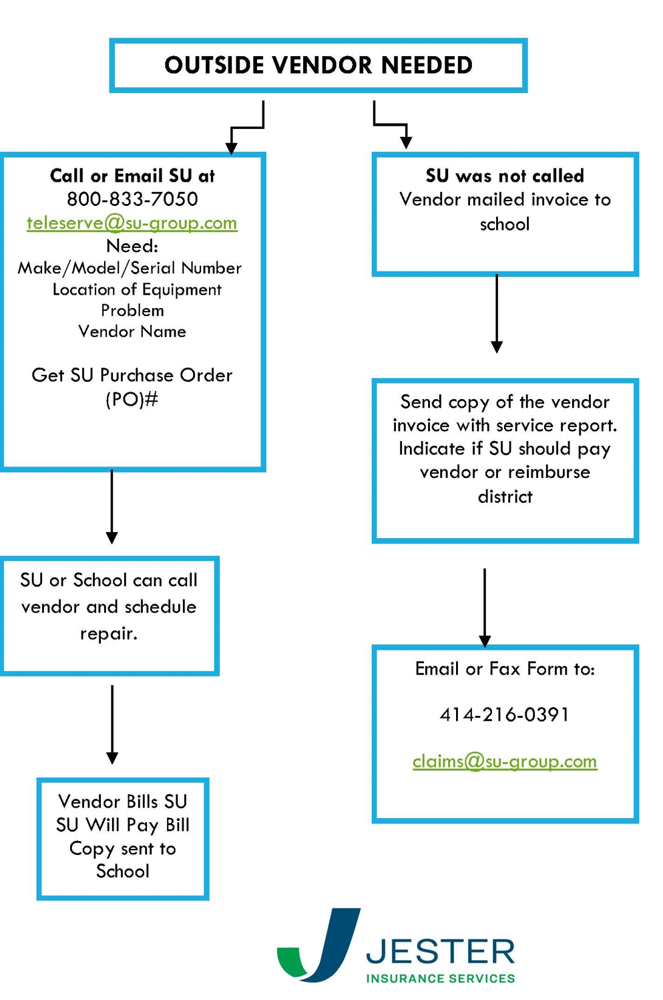 OUTSIDE VENDOR NEEDED
Call or Email SU at
800-833-7050
teleserve@su-group.com
Need:
Make/Model/Serial Number
Location of Equipment
Problem
Vendor Name
Get SU Purchase Order
(PO)#
SU or School can call
vendor and schedule
repair.
Vendor Bills SU
SU Will Pay Bill
Copy sent to
School
SU was not called
Vendor mailed invoice to
school
Send copy of the vendor
invoice with service report.
Indicate if SU should pay
vendor or reimburse
district
Email or Fax Form to:
414-216-0391
claims@su-group.com
JESTER
INSURANCE SERVICES